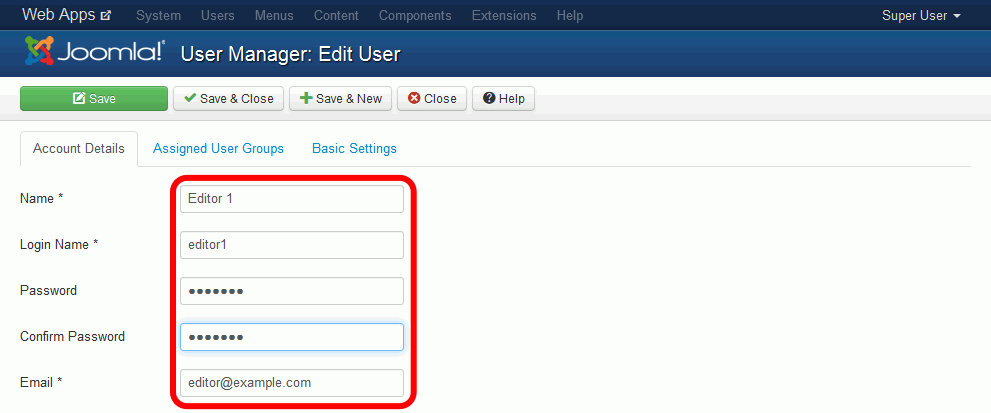 Web Apps System Users Menus Content Components Extensions Help Super User
Joomla!® User Manager: Edit User
Save Save & Close Save & New Close Help
Account Details Assigned User Groups Basic Settings
Name * Editor 1
Login Name * editor1
Password •••••••
Confirm Password •••••••
Email * editor@example.com